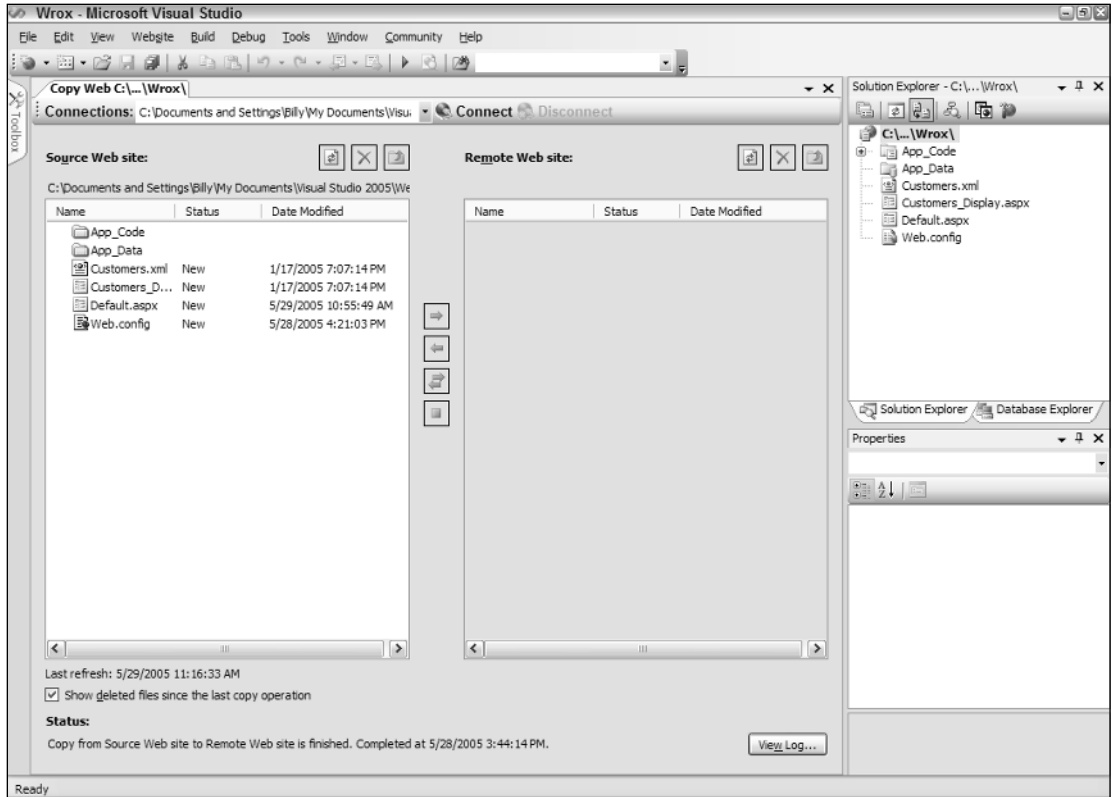 Wrox - Microsoft Visual Studio
File Edit View Website Build Debug Tools Window Community Help
Toolbox
Copy Web C:\...\Wrox\
Connections: C:\Documents and Settings\Billy\My Documents\Visu. Connect Disconnect
Source Web site:
C:\Documents and Settings\Billy\My Documents\Visual Studio 2005\We
Name Status Date Modified
App_Code
App_Data
Customers.xml New 1/17/2005 7:07:14 PM
Customers_D... New 1/17/2005 7:07:14 PM
Default.aspx New 5/29/2005 10:55:49 AM
Web.config New 5/28/2005 4:21:03 PM
Remote Web site:
Name Status Date Modified
Last refresh: 5/29/2005 11:16:33 AM
Show deleted files since the last copy operation
Status:
Copy from Source Web site to Remote Web site is finished. Completed at 5/28/2005 3:44:14 PM.
View Log...
Solution Explorer - C:\...\Wrox\
C:\...\Wrox\
App_Code
App_Data
Customers.xml
Customers_Display.aspx
Default.aspx
Web.config
Solution Explorer Database Explorer
Properties
Ready